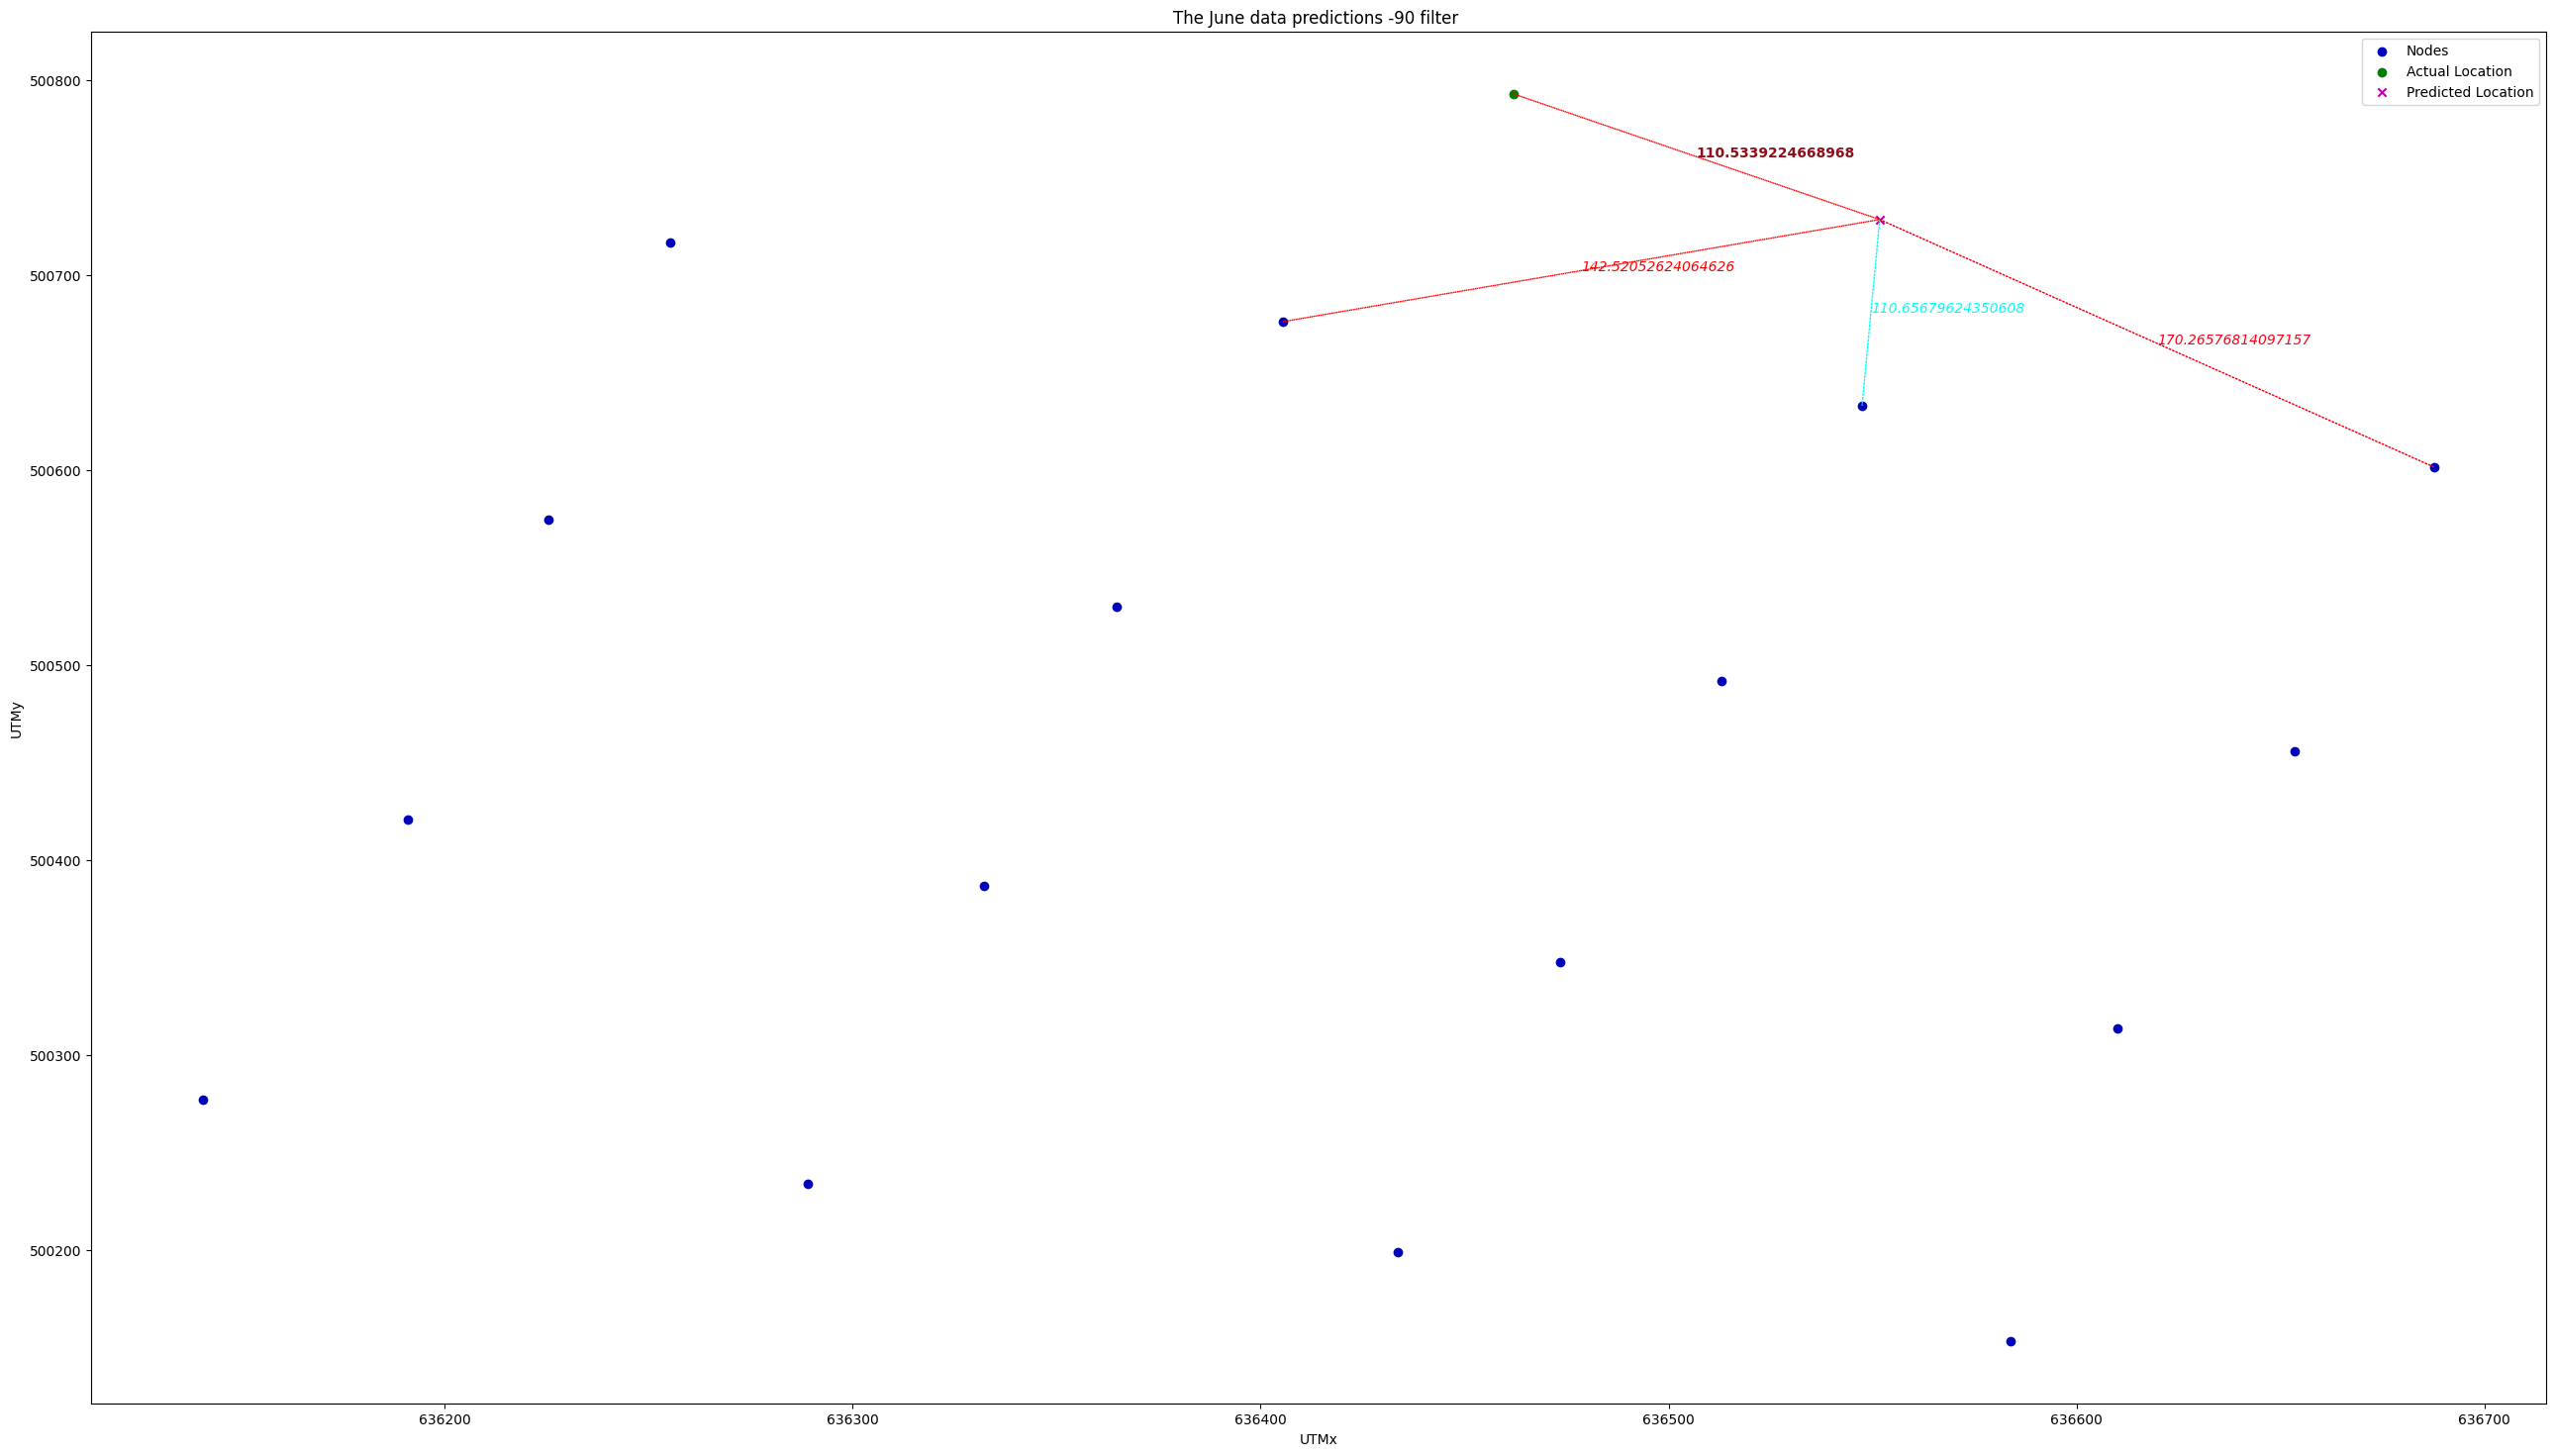 The June data predictions -90 filter
Nodes
Actual Location
Predicted Location
110.5339224668968
142.52052624064626
110.65679624350608
170.26576814097157
500800
500700
500600
500500
500400
500300
500200
UTMy
636200
636300
636400
636500
636600
636700
UTMx